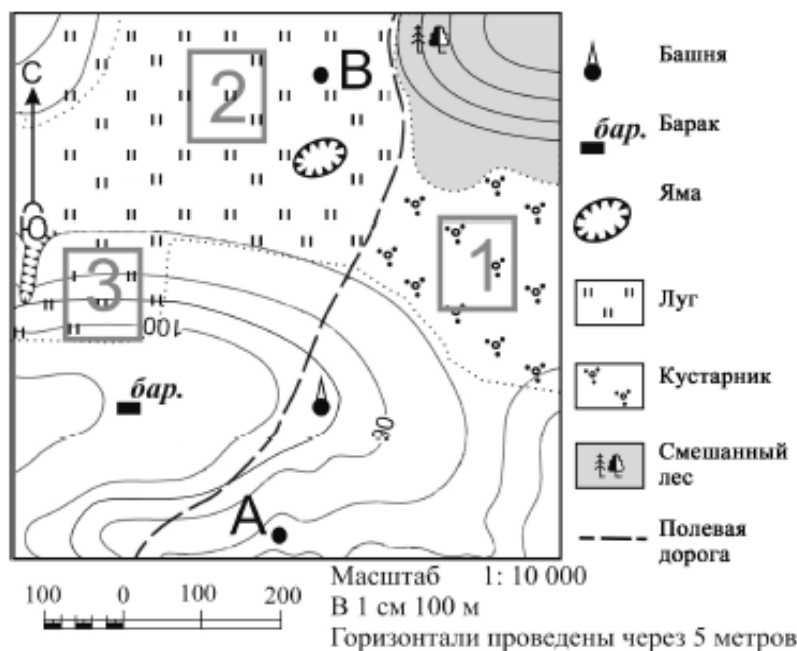 С
Ю
2
В
1
3
100
бар.
90
А
Башня
бар. Барак
Яма
Луг
Кустарник
Смешанный
лес
Полевая
дорога
100 0 100 200
Масштаб 1: 10 000
В 1 см 100 м
Горизонтали проведены через 5 метров